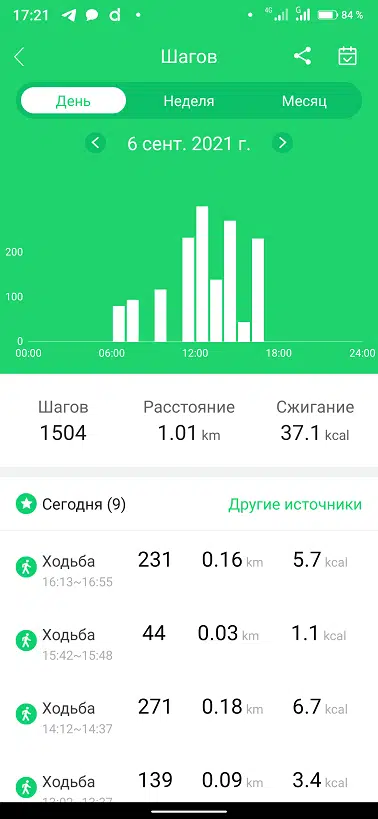 17:21 4G G 84 %
Шагов
День Неделя Месяц
6 сент. 2021 г.
200
100
0
00:00 06:00 12:00 18:00 24:00
Шагов Расстояние Сжигание
1504 1.01 km 37.1 kcal
Сегодня (9) Другие источники
Ходьба 231 0.16 km 5.7 kcal
16:13~16:55
Ходьба 44 0.03 km 1.1 kcal
15:42~15:48
Ходьба 271 0.18 km 6.7 kcal
14:12~14:37
Ходьба 139 0.09 km 3.4 kcal